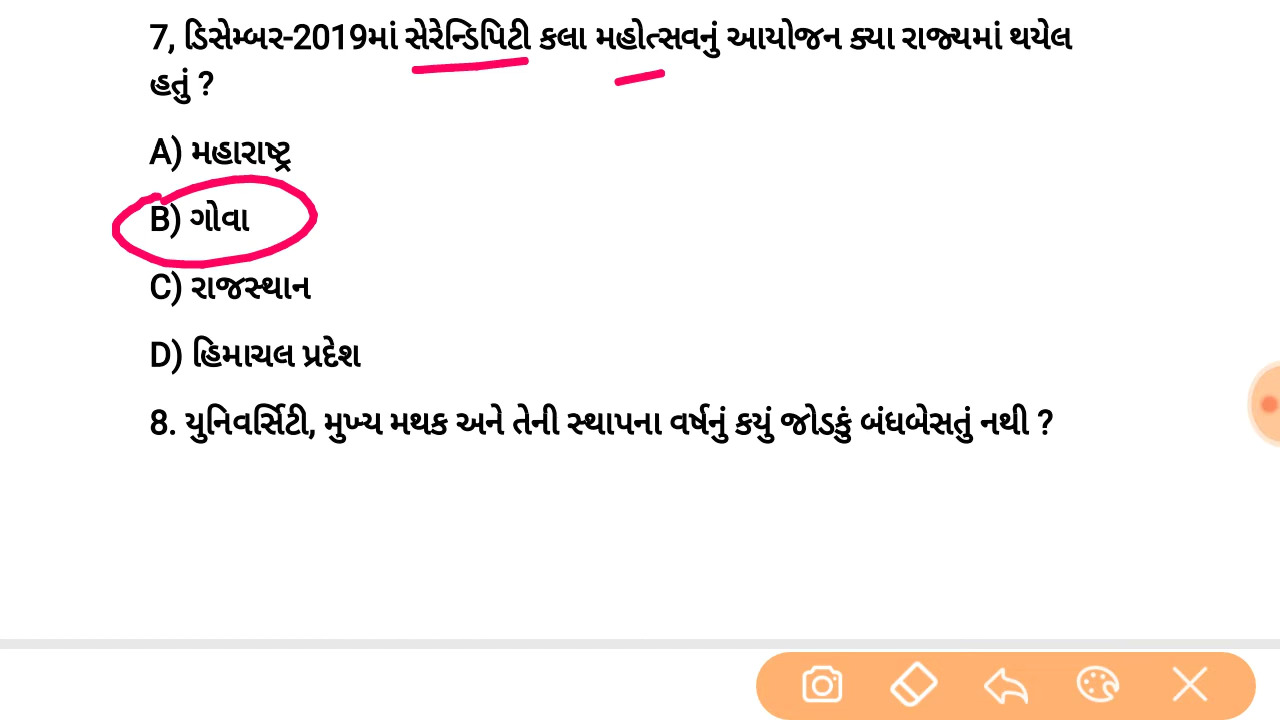 7, ડિસેમ્બર-2019માં સેરેન્ડિપિટી કલા મહોત્સવનું આયોજન ક્યા રાજ્યમાં થયેલ
હતું ?
A) મહારાષ્ટ્ર
B) ગોવા
C) રાજસ્થાન
D) હિમાચલ પ્રદેશ
8. યુનિવર્સિટી, મુખ્ય મથક અને તેની સ્થાપના વર્ષનું કયું જોડકું બંધબેસતું નથી ?